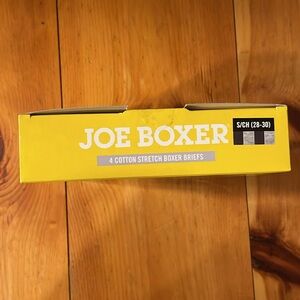 JOE BOXER
S/CH (28-30)
4 COTTON STRETCH BOXER BRIEFS